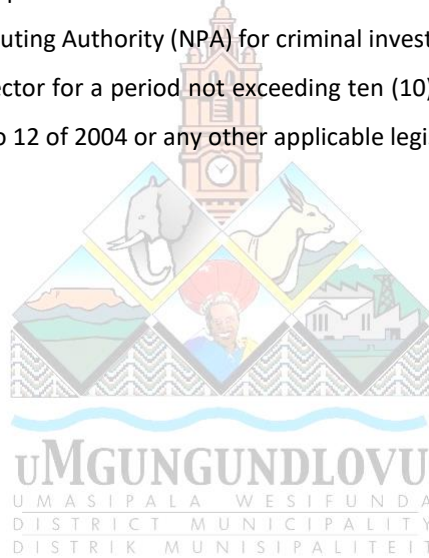 uting Authority (NPA) for criminal invest
ector for a period not exceeding ten (10)
o 12 of 2004 or any other applicable legi
uMGUNGUNDLOVU
UMASIPALA WESIFUNDA
DISTRICT MUNICIPALITY
DISTRIK MUNISIPALITEIT